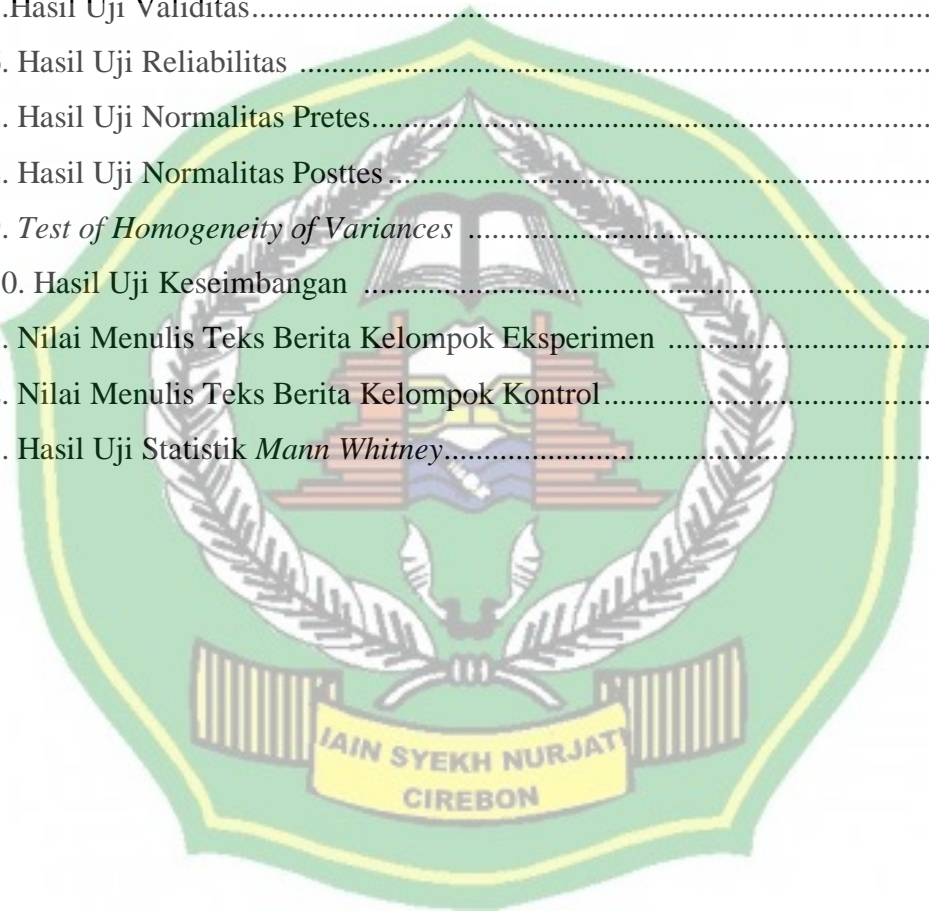 .Hasil Uji Validitas
. Hasil Uji Reliabilitas
. Hasil Uji Normalitas Pretes
. Hasil Uji Normalitas Posttes
. Test of Homogeneity of Variances
0. Hasil Uji Keseimbangan
. Nilai Menulis Teks Berita Kelompok Eksperimen
. Nilai Menulis Teks Berita Kelompok Kontrol
. Hasil Uji Statistik Mann Whitney
IAIN SYEKH NURJATI
CIREBON